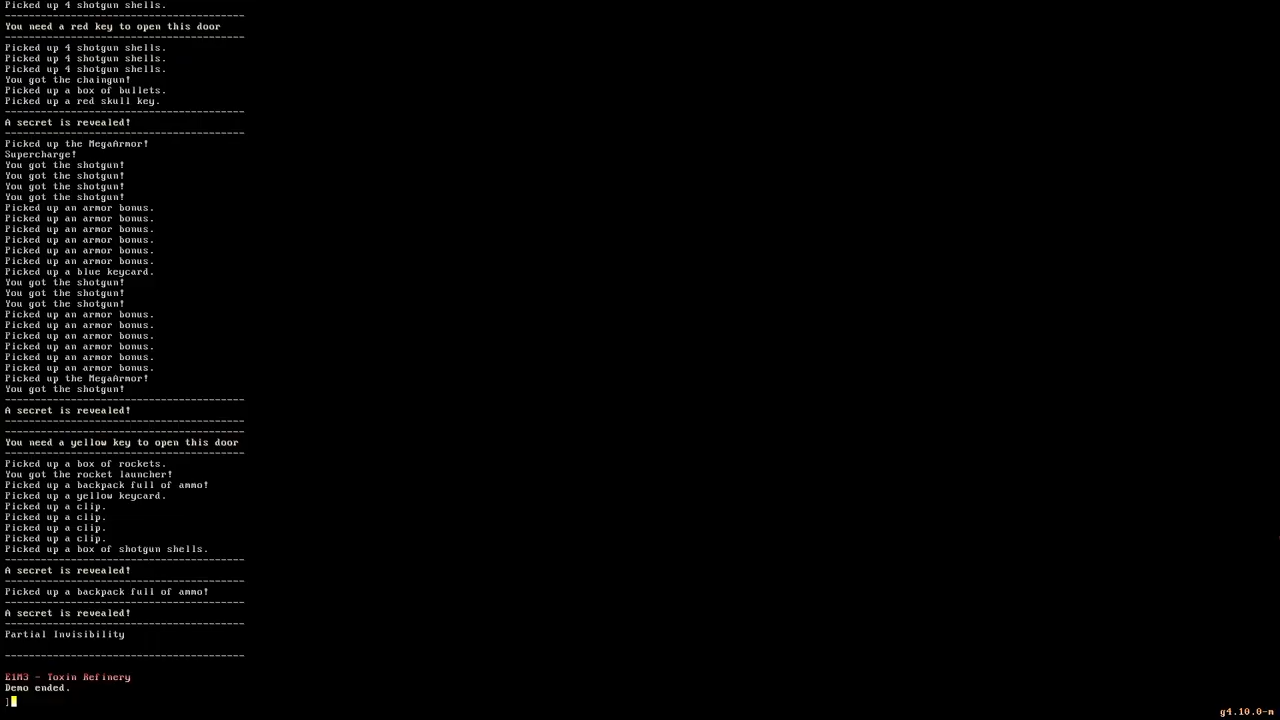 Picked up 4 shotgun shells.
-----------------------------------------
You need a red key to open this door
-----------------------------------------
Picked up 4 shotgun shells.
Picked up 4 shotgun shells.
Picked up 4 shotgun shells.
You got the chaingun!
Picked up a box of bullets.
Picked up a red skull key.
-----------------------------------------
A secret is revealed!
-----------------------------------------
Picked up the MegaArmor!
Supercharge!
You got the shotgun!
You got the shotgun!
You got the shotgun!
You got the shotgun!
Picked up an armor bonus.
Picked up an armor bonus.
Picked up an armor bonus.
Picked up an armor bonus.
Picked up an armor bonus.
Picked up an armor bonus.
Picked up a blue keycard.
You got the shotgun!
You got the shotgun!
You got the shotgun!
Picked up an armor bonus.
Picked up an armor bonus.
Picked up an armor bonus.
Picked up an armor bonus.
Picked up an armor bonus.
Picked up an armor bonus.
Picked up the MegaArmor!
You got the shotgun!
-----------------------------------------
A secret is revealed!
-----------------------------------------
-----------------------------------------
You need a yellow key to open this door
-----------------------------------------
Picked up a box of rockets.
You got the rocket launcher!
Picked up a backpack full of ammo!
Picked up a yellow keycard.
Picked up a clip.
Picked up a clip.
Picked up a clip.
Picked up a clip.
Picked up a box of shotgun shells.
-----------------------------------------
A secret is revealed!
-----------------------------------------
Picked up a backpack full of ammo!
-----------------------------------------
A secret is revealed!
-----------------------------------------
Partial Invisibility
-----------------------------------------
E1M3 - Toxin Refinery
Demo ended.
]
g4.10.0-m